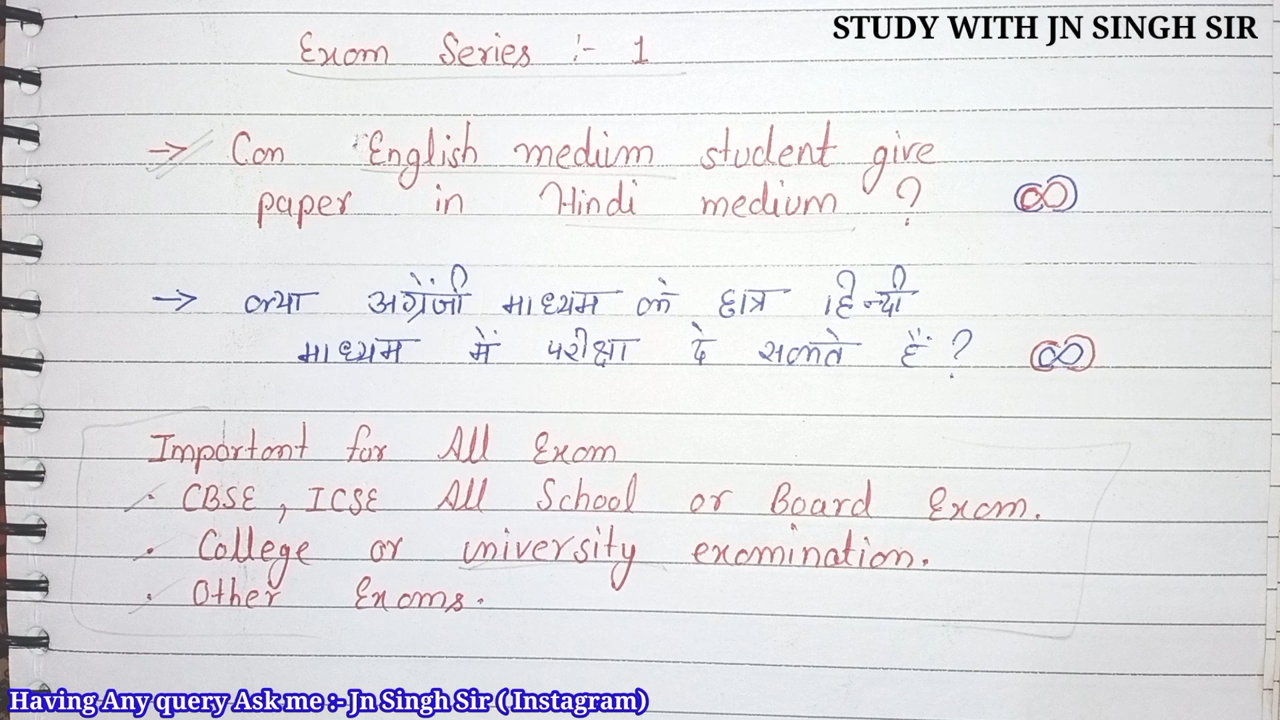 STUDY WITH JN SINGH SIR
Exam Series :- 1
→ Can English medium student give
paper in Hindi medium ?
→ क्या अंग्रेजी माध्यम के छात्र हिन्दी
माध्यम में परीक्षा दे सकते हैं ?
Important for All Exam
· CBSE , ICSE All School or Board Exam.
· College or university examination.
· Other Exams.
Having Any query Ask me :- Jn Singh Sir ( Instagram)